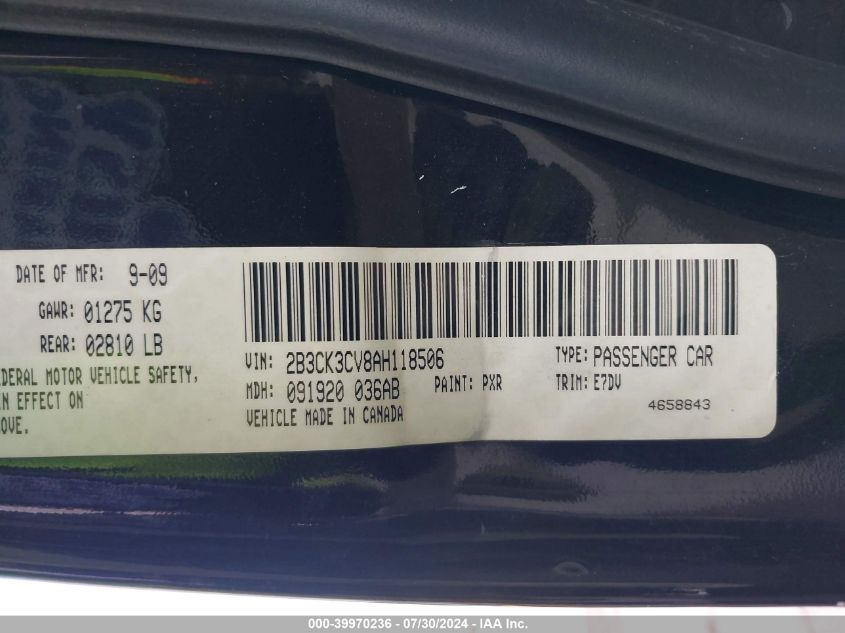 DATE OF MFR: 9-09
GAWR: 01275 KG
REAR: 02810 LB
DERAL MOTOR VEHICLE SAFETY,
N EFFECT ON
OVE.
VIN: 2B3CK3CV8AH118506
TYPE: PASSENGER CAR
MDH: 091920 036AB
PAINT: PXR
TRIM: E7DV
VEHICLE MADE IN CANADA
4658843
000-39970236 - 07/30/2024 - IAA Inc.